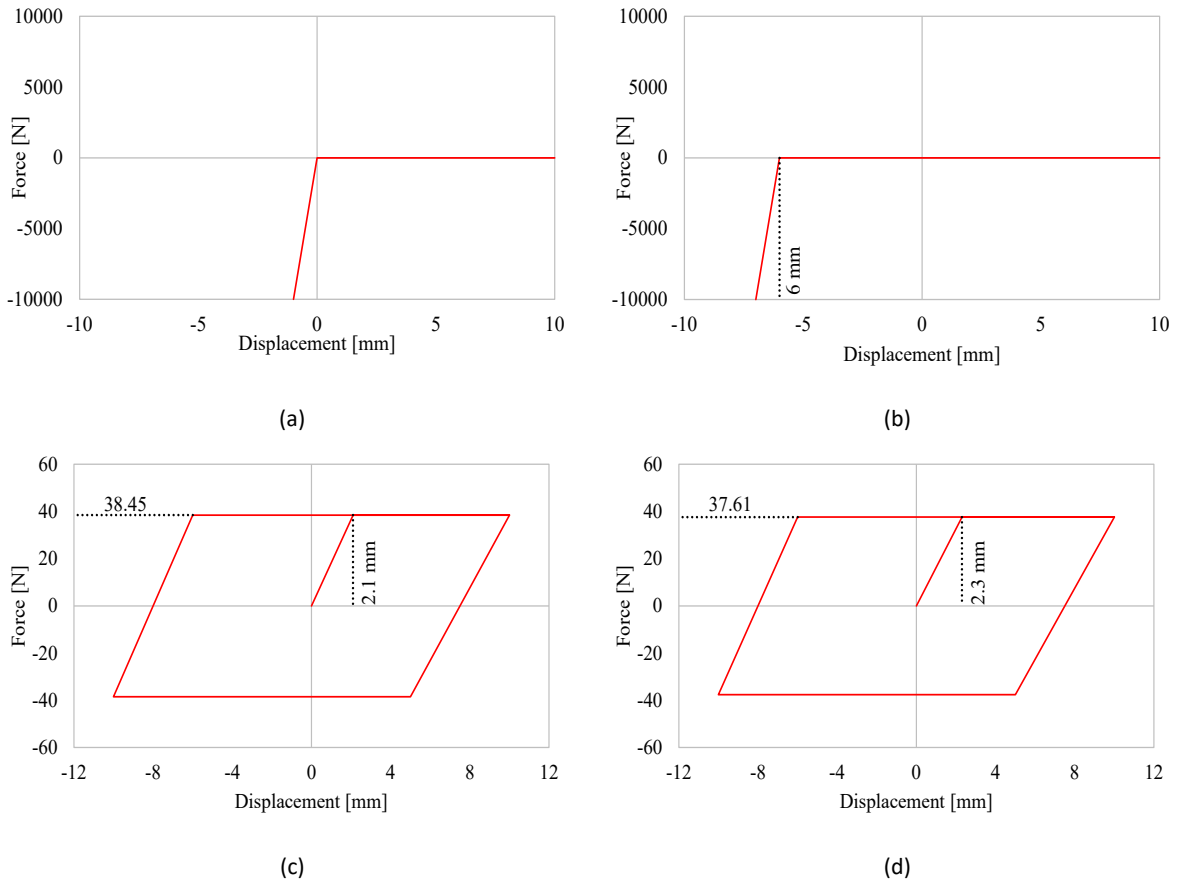 10000
5000
0
-5000
-10000
Force [N]
-10 -5 0 5 10
Displacement [mm]
(a)
10000
5000
0
-5000
-10000
Force [N]
6 mm
-10 -5 0 5 10
Displacement [mm]
(b)
60
40
20
0
-20
-40
-60
Force [N]
38.45
2.1 mm
-12 -8 -4 0 4 8 12
Displacement [mm]
(c)
60
40
20
0
-20
-40
-60
Force [N]
37.61
2.3 mm
-12 -8 -4 0 4 8 12
Displacement [mm]
(d)